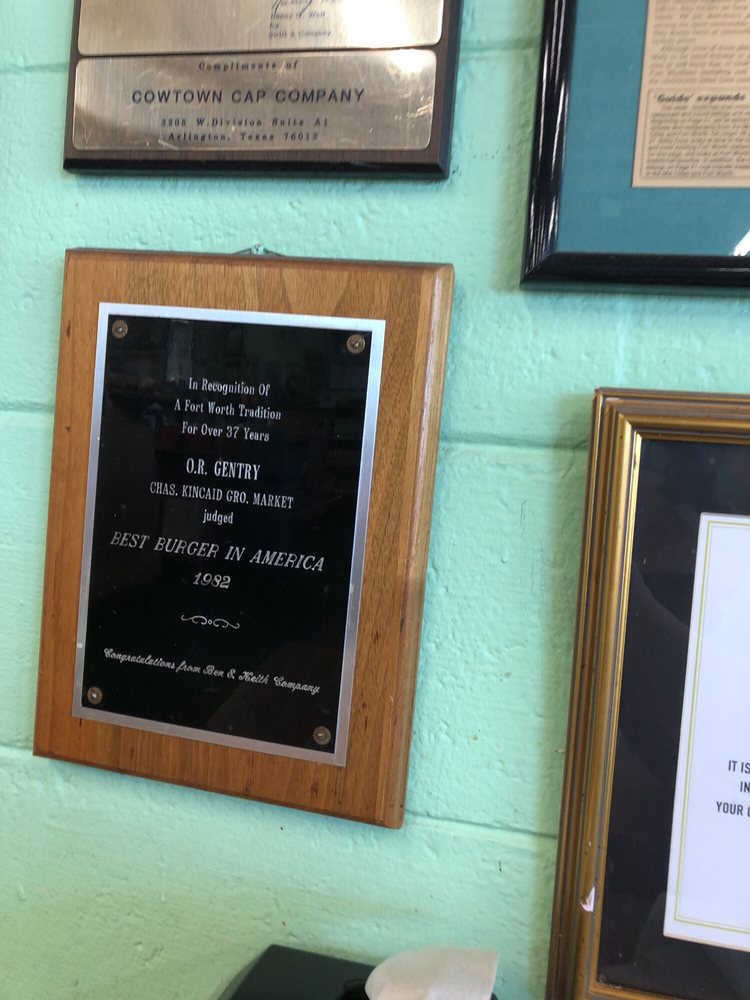 Compliments of
COWTOWN CAP COMPANY
2206 W. Division Suite A1
Arlington, Texas 76012
'Guide' expands
In Recognition Of
A Fort Worth Tradition
For Over 37 Years
O.R. GENTRY
CHAS. KINCAID GRO. MARKET
judged
BEST BURGER IN AMERICA
1982
Congratulations from Ben E. Keith Company
IT IS
IN
YOUR